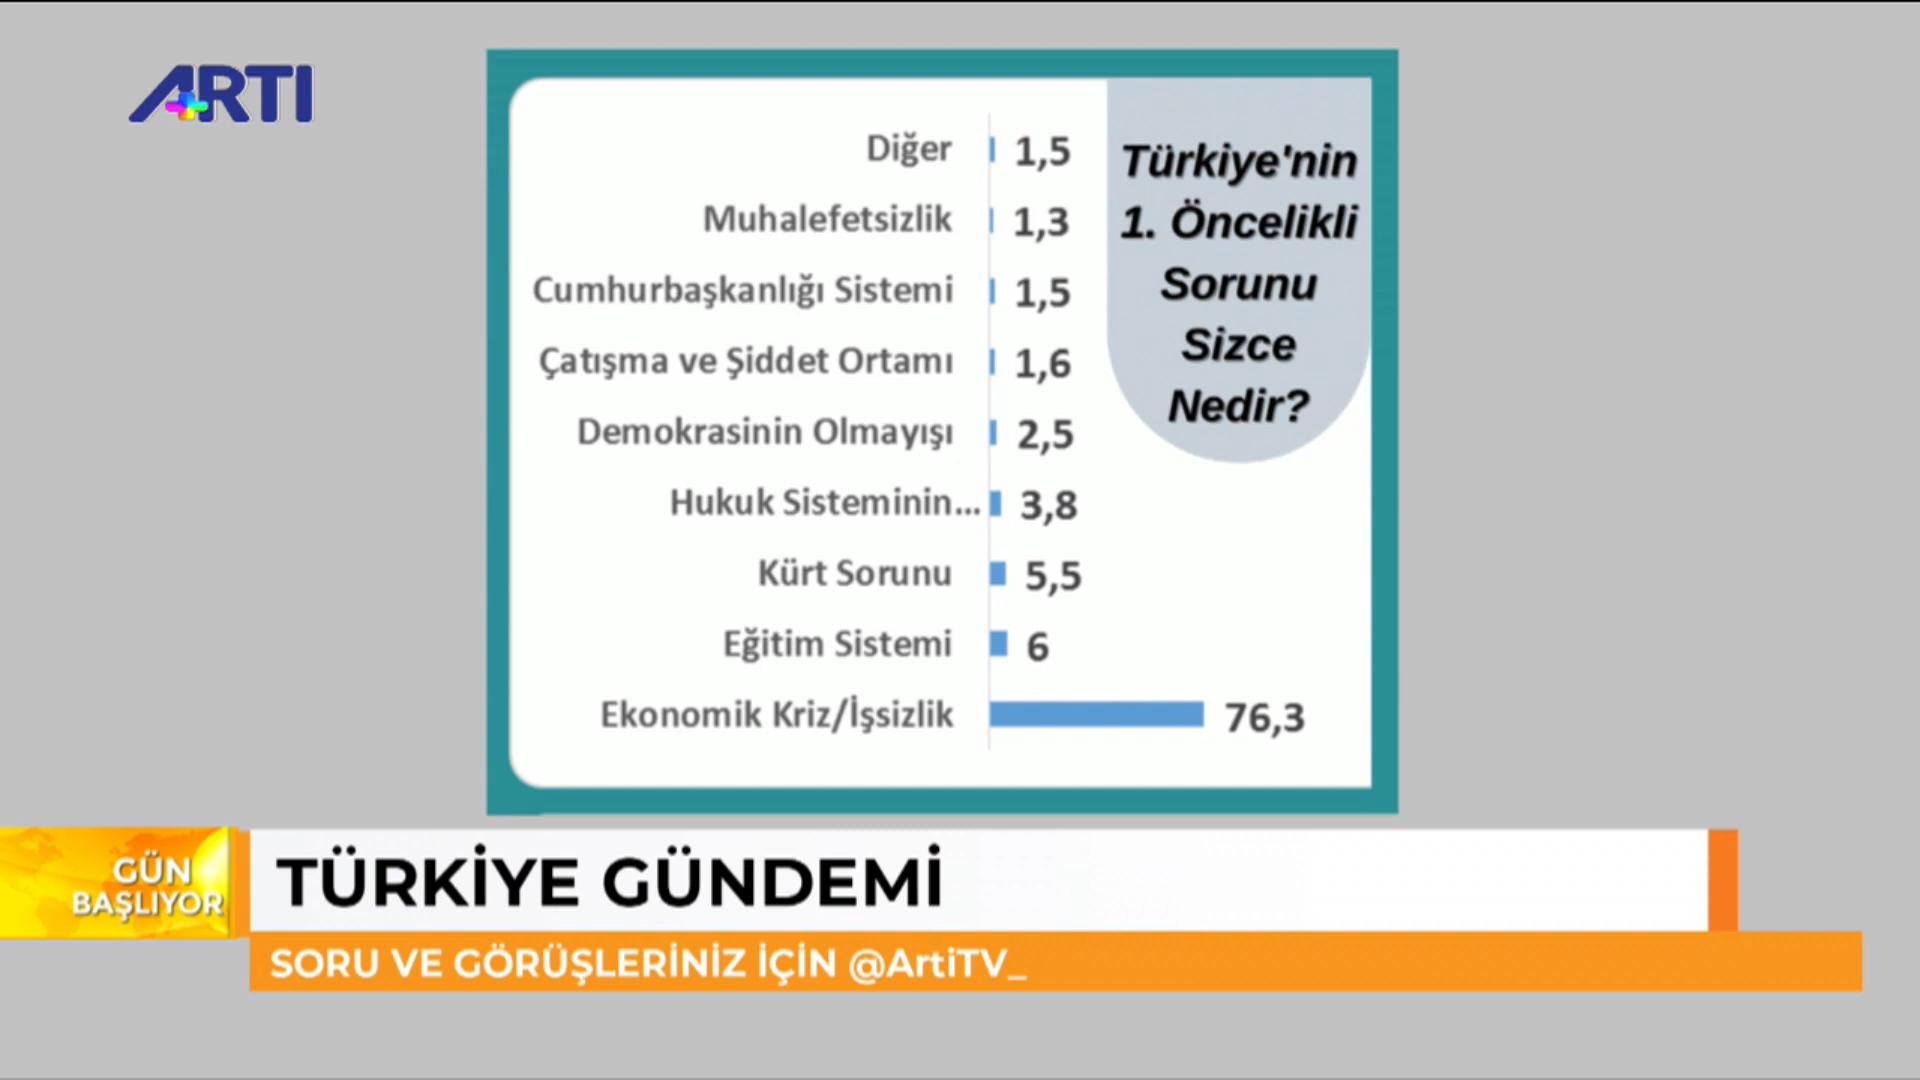 ARTI
Diğer 1,5
Muhalefetsizlik 1,3
Cumhurbaşkanlığı Sistemi 1,5
Çatışma ve Şiddet Ortamı 1,6
Demokrasinin Olmayışı 2,5
Hukuk Sisteminin... 3,8
Kürt Sorunu 5,5
Eğitim Sistemi 6
Ekonomik Kriz/İşsizlik 76,3
Türkiye'nin
1. Öncelikli
Sorunu
Sizce
Nedir?
GÜN
BAŞLIYOR
TÜRKİYE GÜNDEMİ
SORU VE GÖRÜŞLERİNİZ İÇİN @ArtiTV_